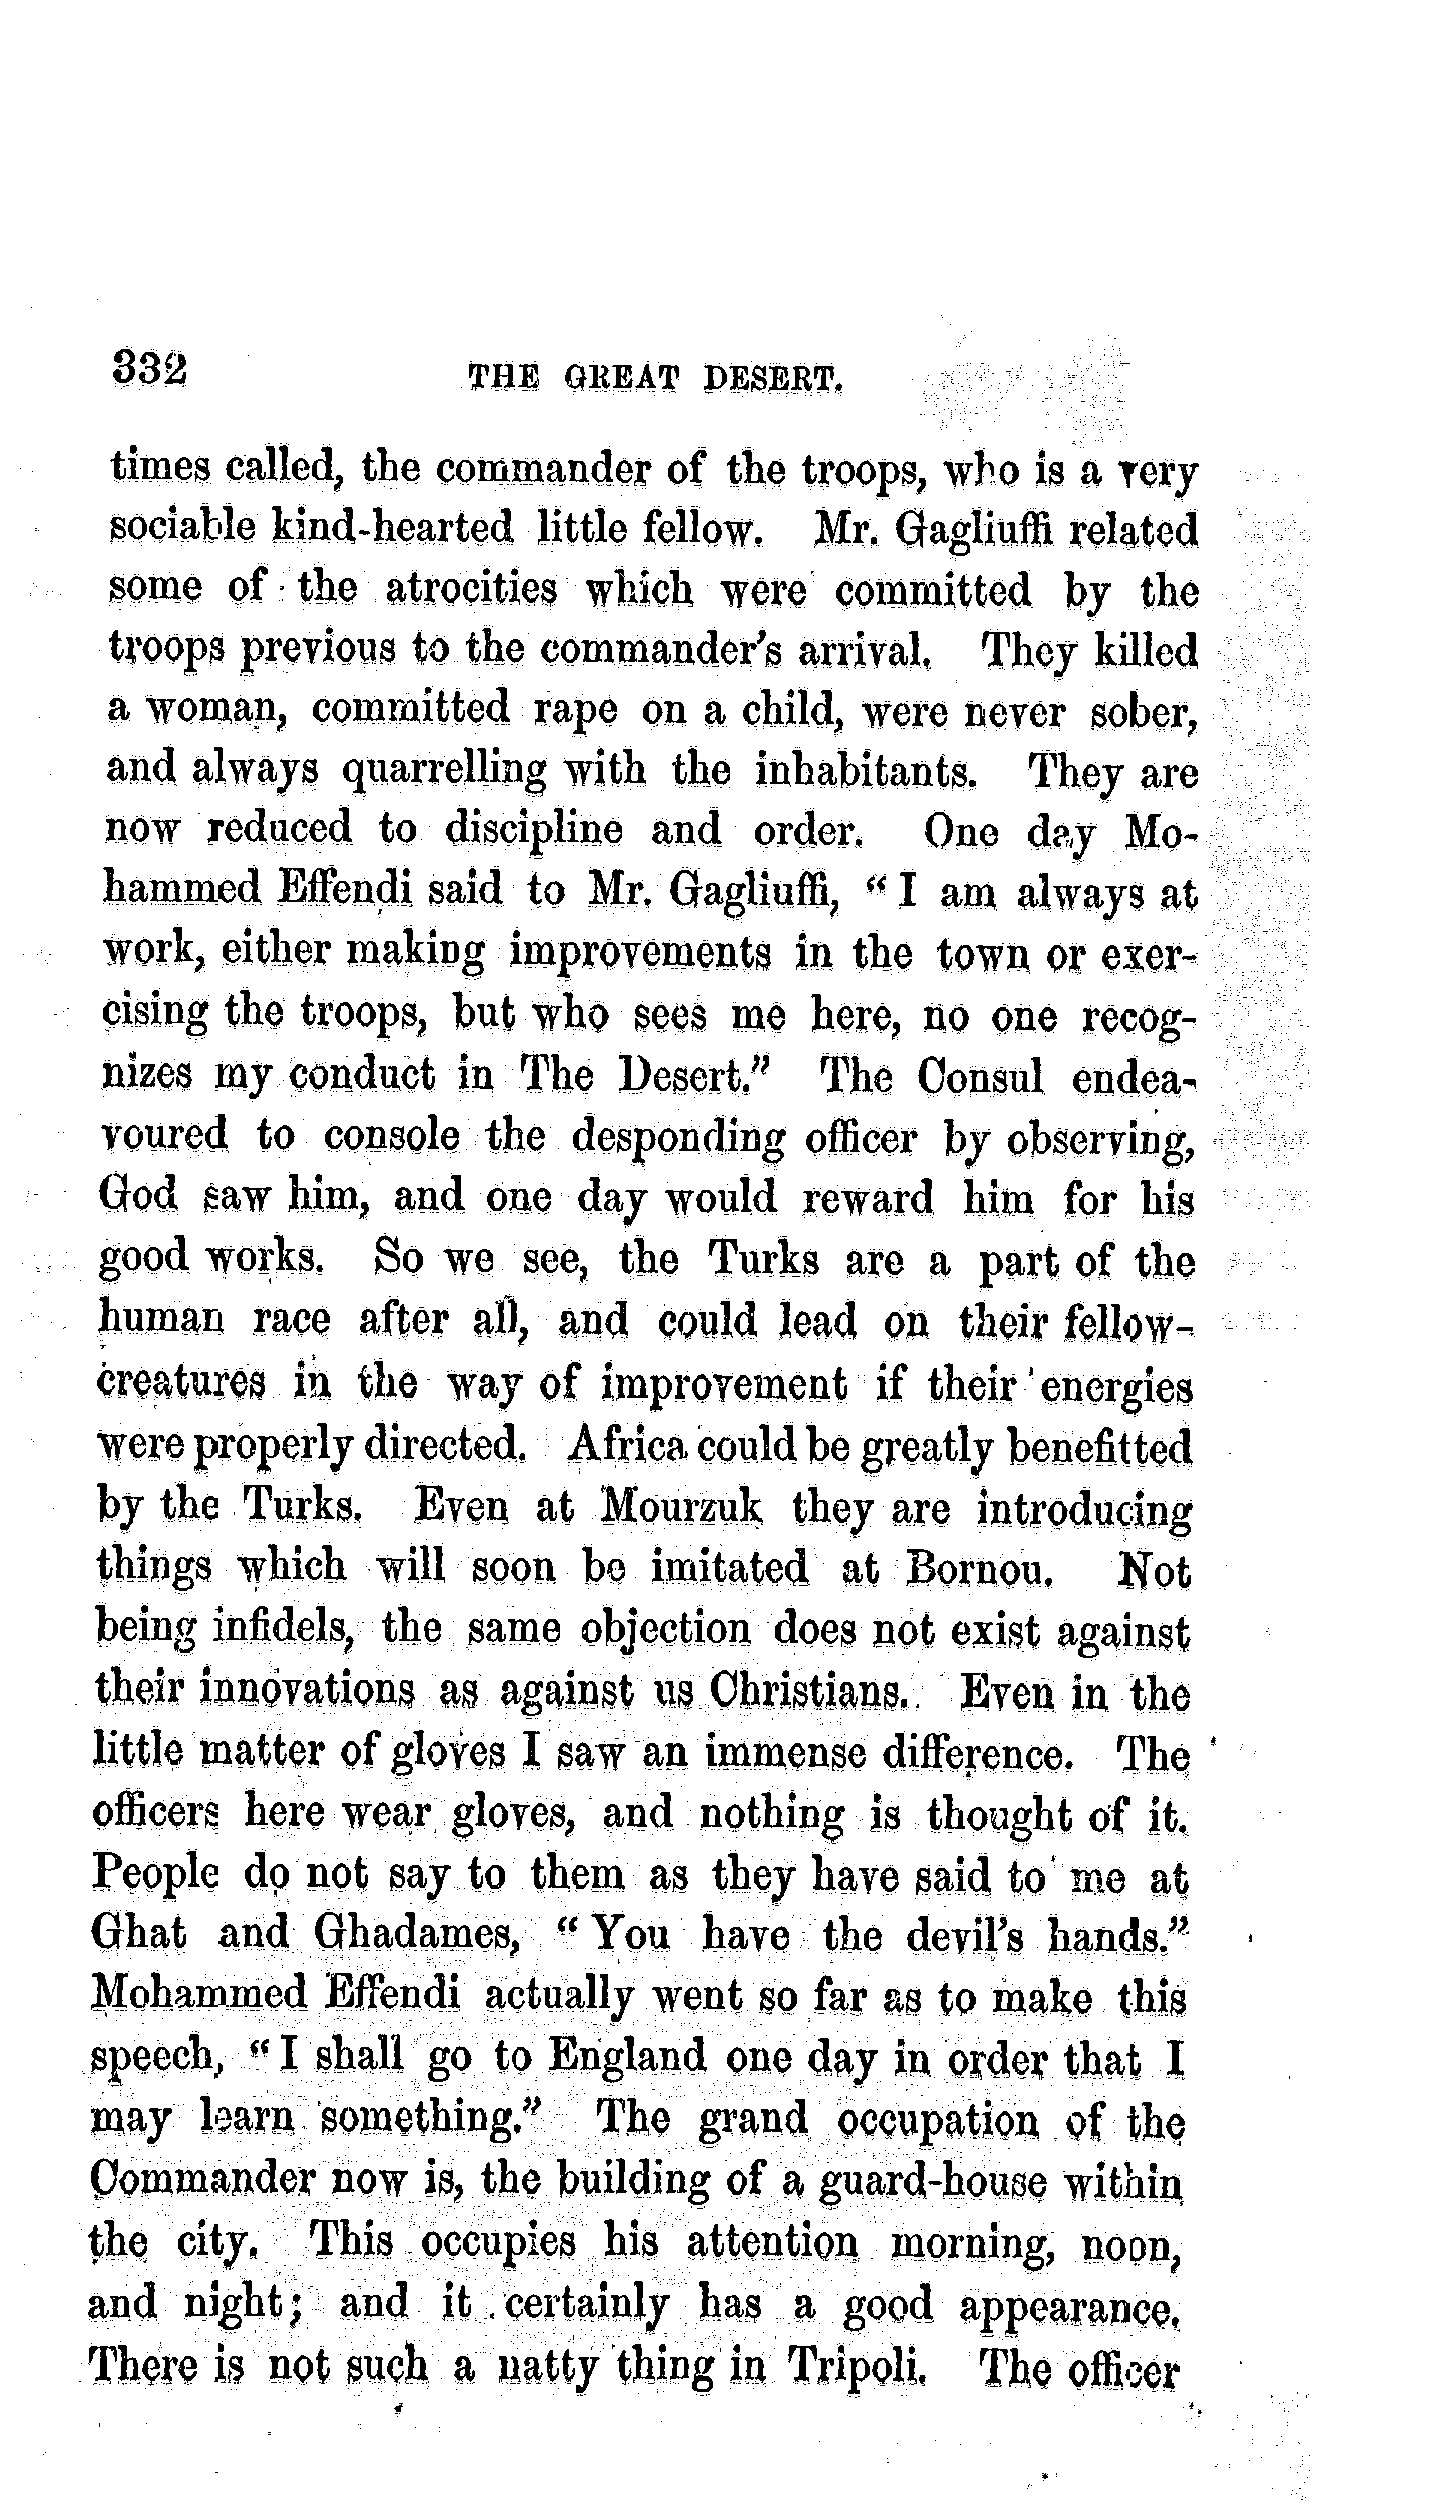 332 THE GREAT DESERT.
times called, the commander of the troops, who is a very
sociable kind-hearted little fellow. Mr. Gagliuffi related
some of the atrocities which were committed by the
troops previous to the commander's arrival. They killed
a woman, committed rape on a child, were never sober,
and always quarrelling with the inhabitants. They are
now reduced to discipline and order. One day Mo-
hammed Effendi said to Mr. Gagliuffi, "I am always at
work, either making improvements in the town or exer-
cising the troops, but who sees me here, no one recog-
nizes my conduct in The Desert." The Consul endea-
voured to console the desponding officer by observing,
God saw him, and one day would reward him for his
good works. So we see, the Turks are a part of the
human race after all, and could lead on their fellow-
creatures in the way of improvement if their energies
were properly directed. Africa could be greatly benefitted
by the Turks. Even at Mourzuk they are introducing
things which will soon be imitated at Bornou. Not
being infidels, the same objection does not exist against
their innovations as against us Christians. Even in the
little matter of gloves I saw an immense difference. The
officers here wear gloves, and nothing is thought of it.
People do not say to them as they have said to me at
Ghat and Ghadames, "You have the devil's hands."
Mohammed Effendi actually went so far as to make this
speech, "I shall go to England one day in order that I
may learn something." The grand occupation of the
Commander now is, the building of a guard-house within
the city. This occupies his attention morning, noon,
and night; and it certainly has a good appearance.
There is not such a natty thing in Tripoli. The officer